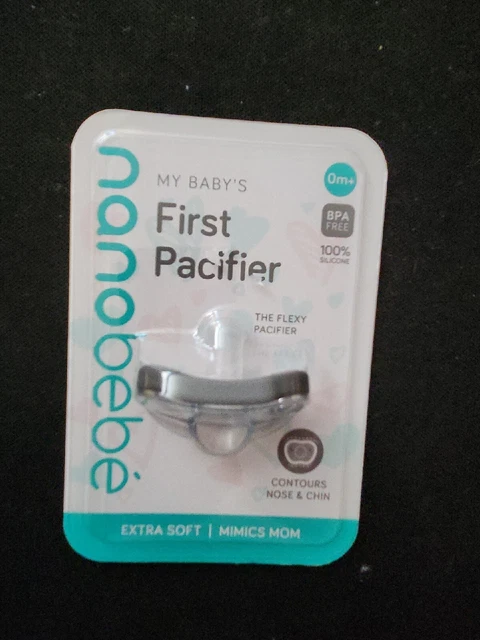 nanobébé
MY BABY'S
First
Pacifier
0m+
BPA
FREE
100%
SILICONE
THE FLEXY
PACIFIER
CONTOURS
NOSE & CHIN
EXTRA SOFT | MIMICS MOM